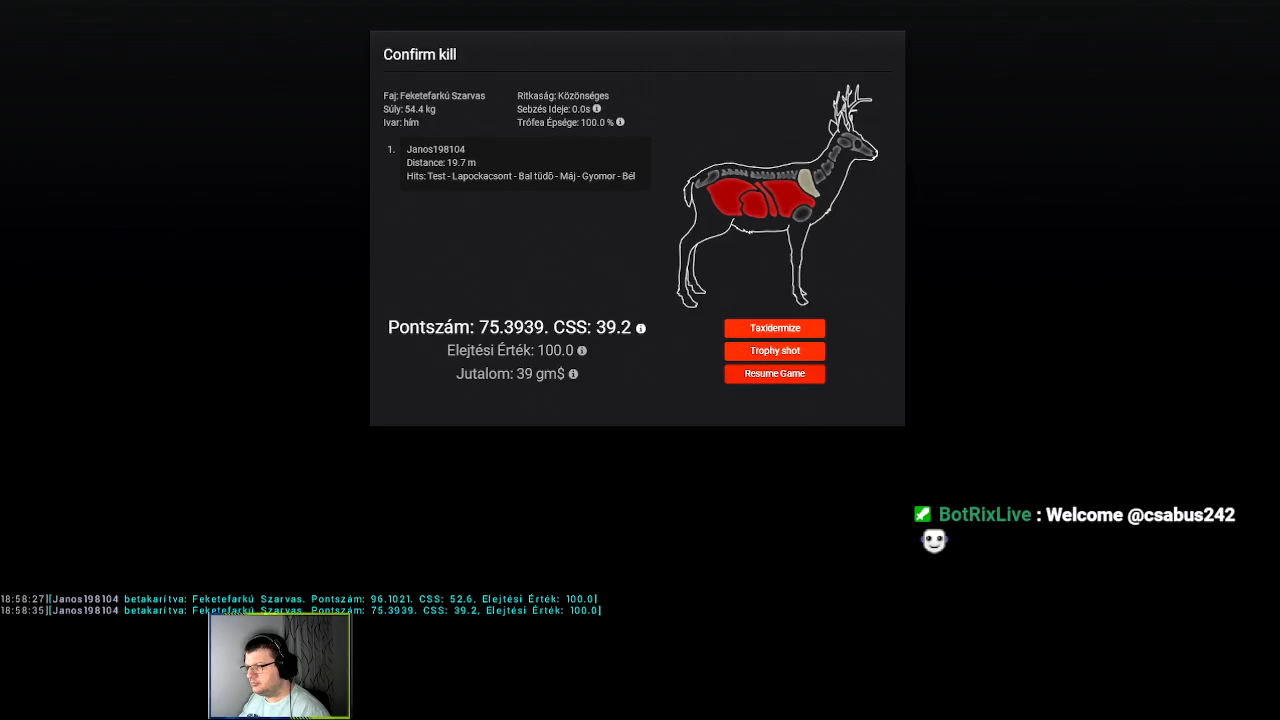 Confirm kill
Faj: Feketefarkú Szarvas
Súly: 54.4 kg
Ivar: hím
Ritkaság: Közönséges
Sebzés Ideje: 0.0s
Trófea Épsége: 100.0 %
1. Janos198104
Distance: 19.7 m
Hits: Test - Lapockacsont - Bal tüdő - Máj - Gyomor - Bél
Pontszám: 75.3939. CSS: 39.2
Elejtési Érték: 100.0
Jutalom: 39 gm$
Taxidermize
Trophy shot
Resume Game
BotRixLive : Welcome @csabus242
18:58:27][Janos198104 betakarítva: Feketefarkú Szarvas. Pontszám: 96.1021. CSS: 52.6, Elejtési Érték: 100.0]
18:58:35][Janos198104 betakarítva: Feketefarkú Szarvas. Pontszám: 75.3939. CSS: 39.2, Elejtési Érték: 100.0]